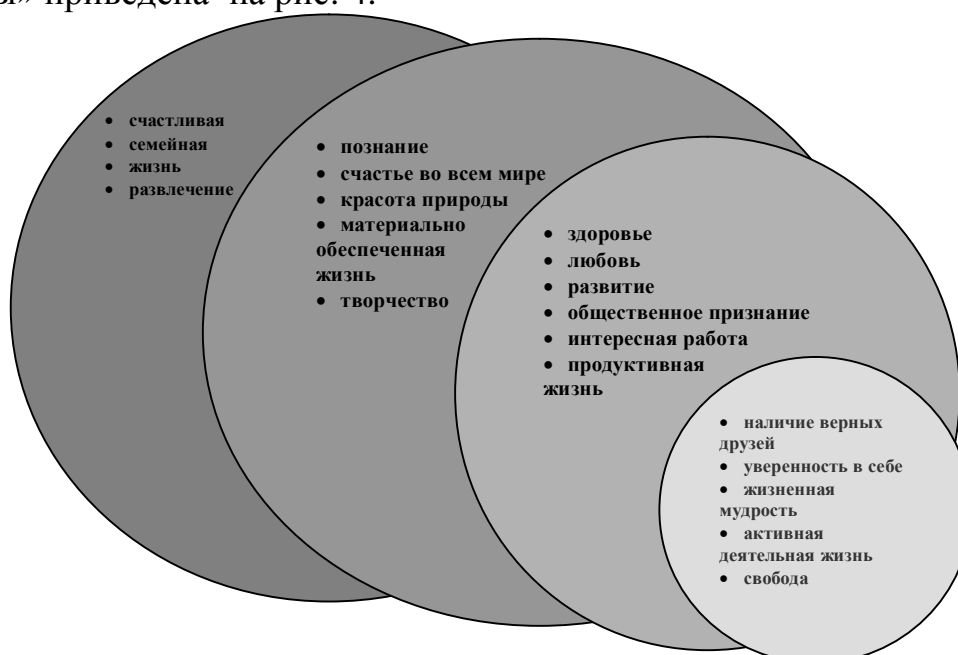 ы» приведена на рис. 4.
• счастливая
• семейная
• жизнь
• развлечение
• познание
• счастье во всем мире
• красота природы
• материально
обеспеченная
жизнь
• творчество
• здоровье
• любовь
• развитие
• общественное признание
• интересная работа
• продуктивная
жизнь
• наличие верных
друзей
• уверенность в себе
• жизненная
мудрость
• активная
деятельная жизнь
• свобода